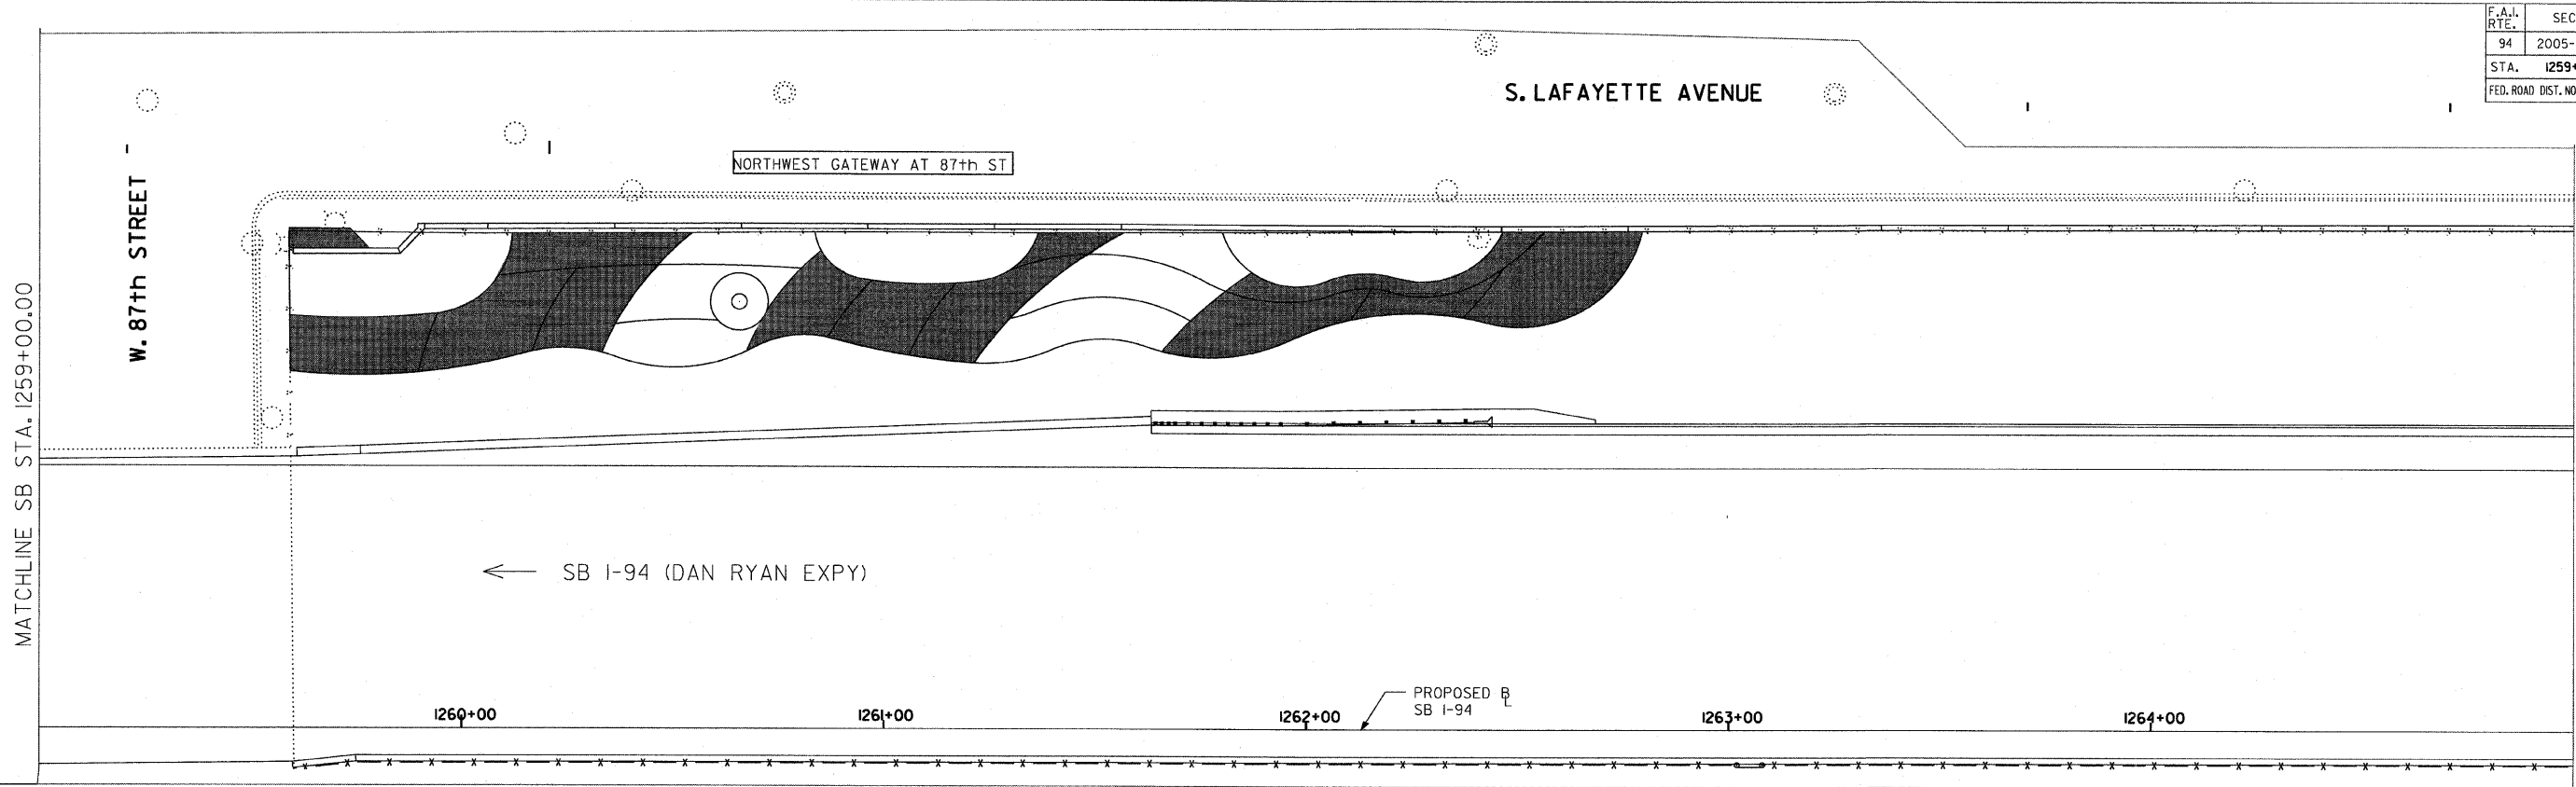 F.A.I.
RTE.
SEC
94
2005-
STA. 1259+
FED. ROAD DIST. NO
S. LAFAYETTE AVENUE
NORTHWEST GATEWAY AT 87th ST
W. 87th STREET
MATCHLINE SB STA. 1259+00.00
SB I-94 (DAN RYAN EXPY)
PROPOSED BL
SB I-94
1260+00
1261+00
1262+00
1263+00
1264+00